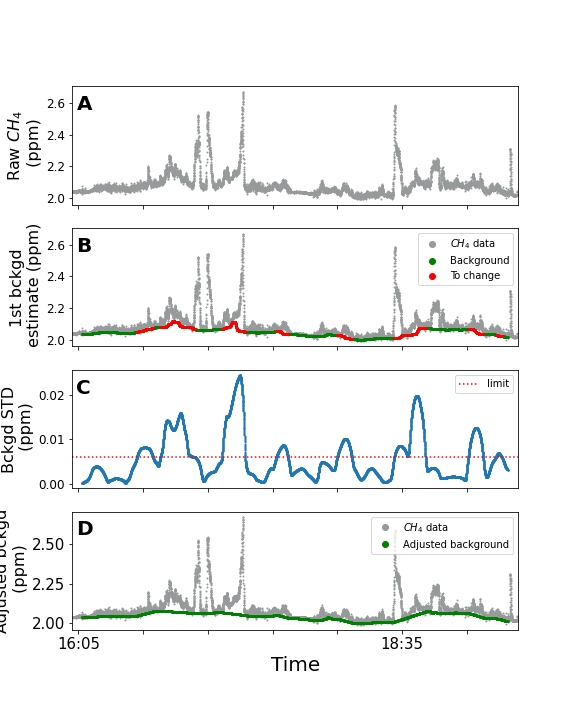 A
Raw CH4
(ppm)
2.6
2.4
2.2
2.0
B
1st bckgd
estimate (ppm)
2.6
2.4
2.2
2.0
CH4 data
Background
To change
C
Bckgd STD
(ppm)
0.02
0.01
0.00
limit
D
Adjusted bckgd
(ppm)
2.50
2.25
2.00
CH4 data
Adjusted background
16:05
18:35
Time